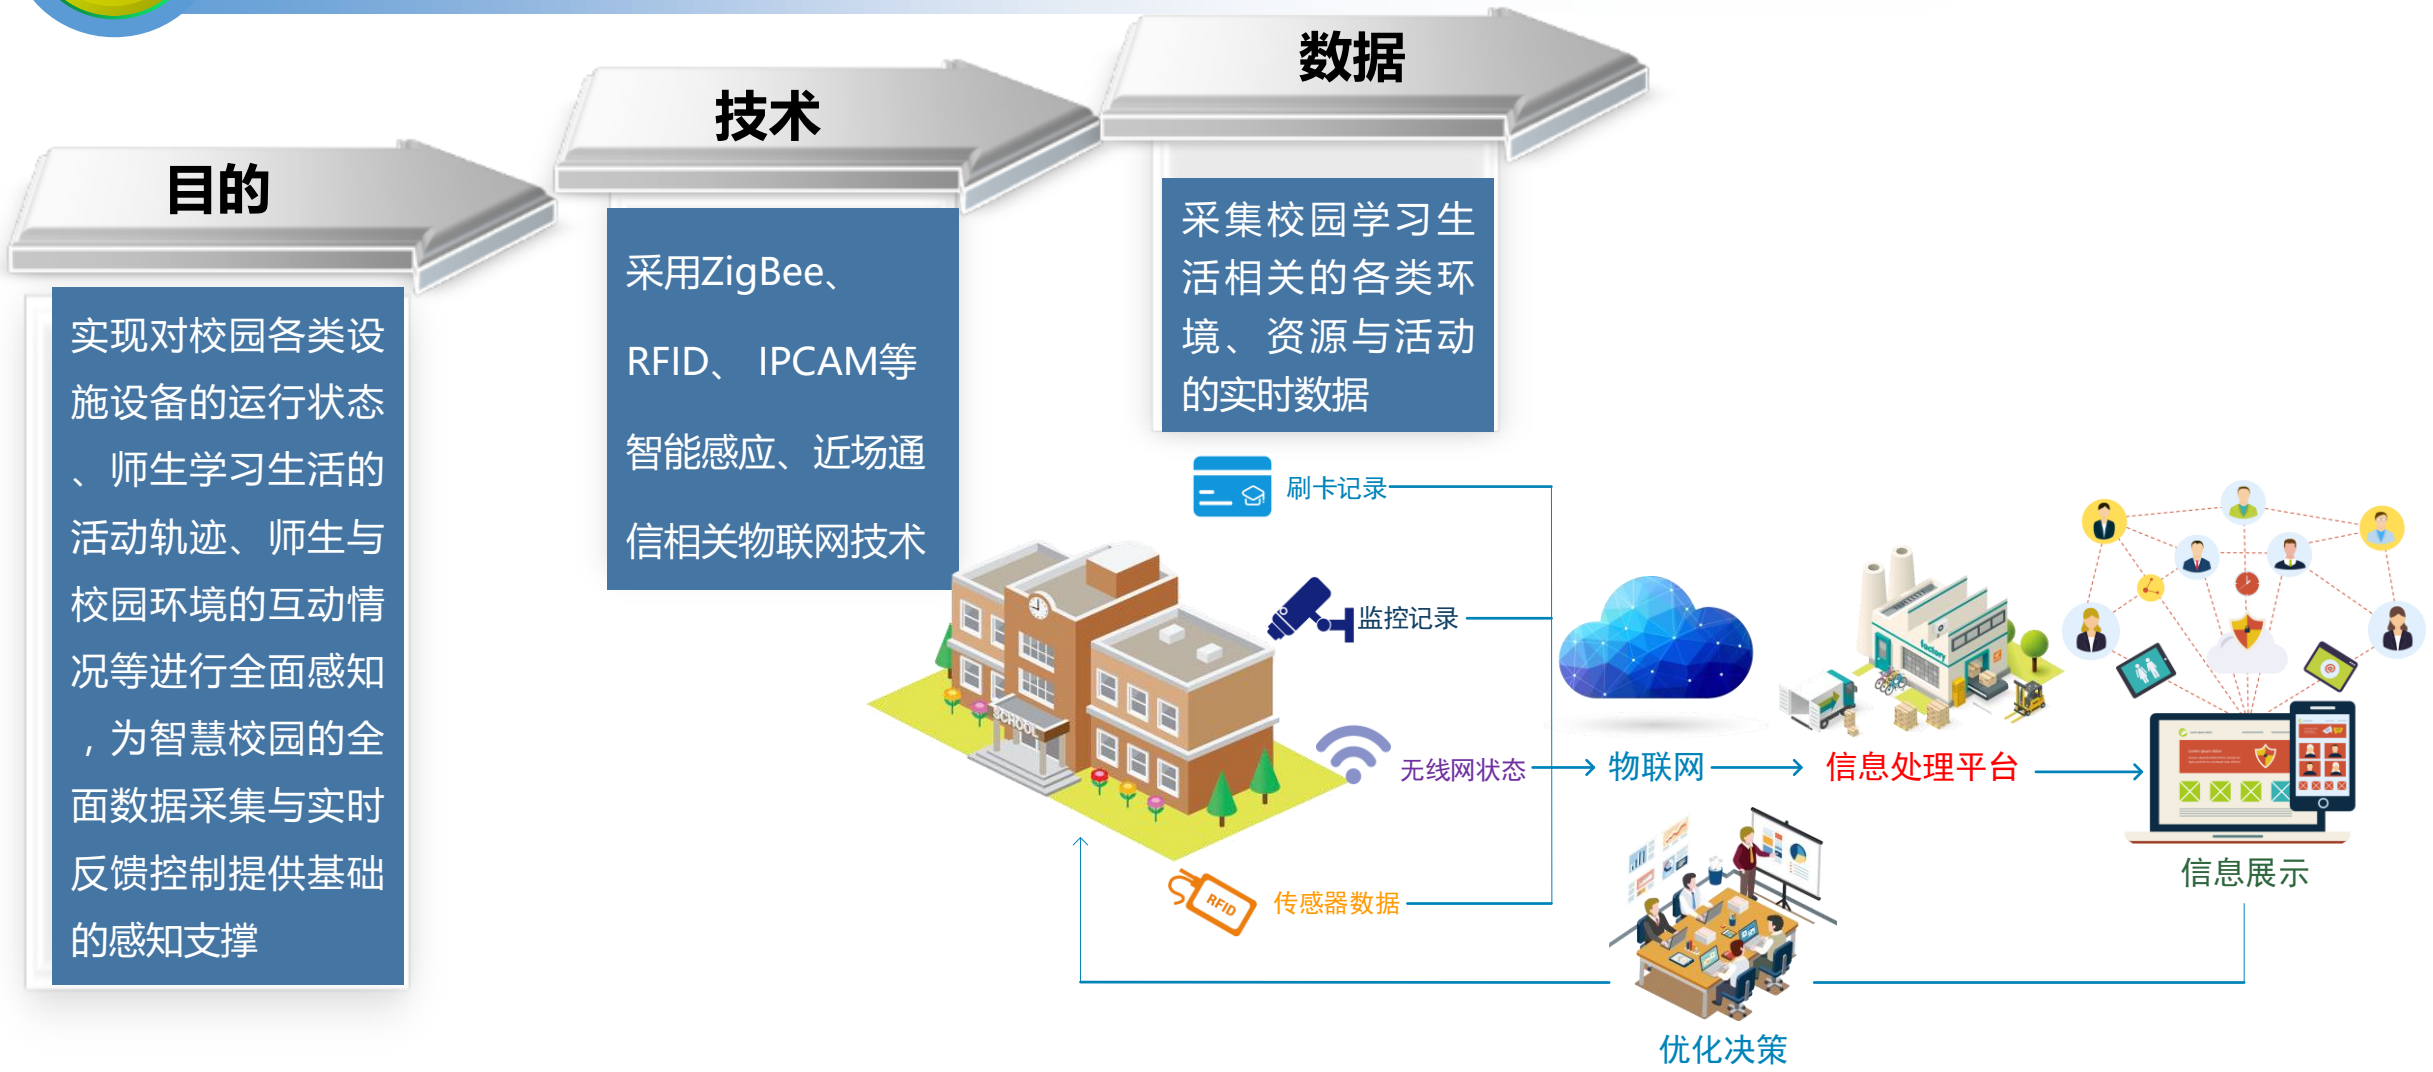 目的
实现对校园各类设
施设备的运行状态
、师生学习生活的
活动轨迹、师生与
校园环境的互动情
况等进行全面感知
，为智慧校园的全
面数据采集与实时
反馈控制提供基础
的感知支撑
技术
采用ZigBee、
RFID、 IPCAM等
智能感应、近场通
信相关物联网技术
数据
采集校园学习生
活相关的各类环
境、资源与活动
的实时数据
刷卡记录
监控记录
无线网状态
RFID
传感器数据
SCHOOL
物联网
factory
信息处理平台
信息展示
优化决策